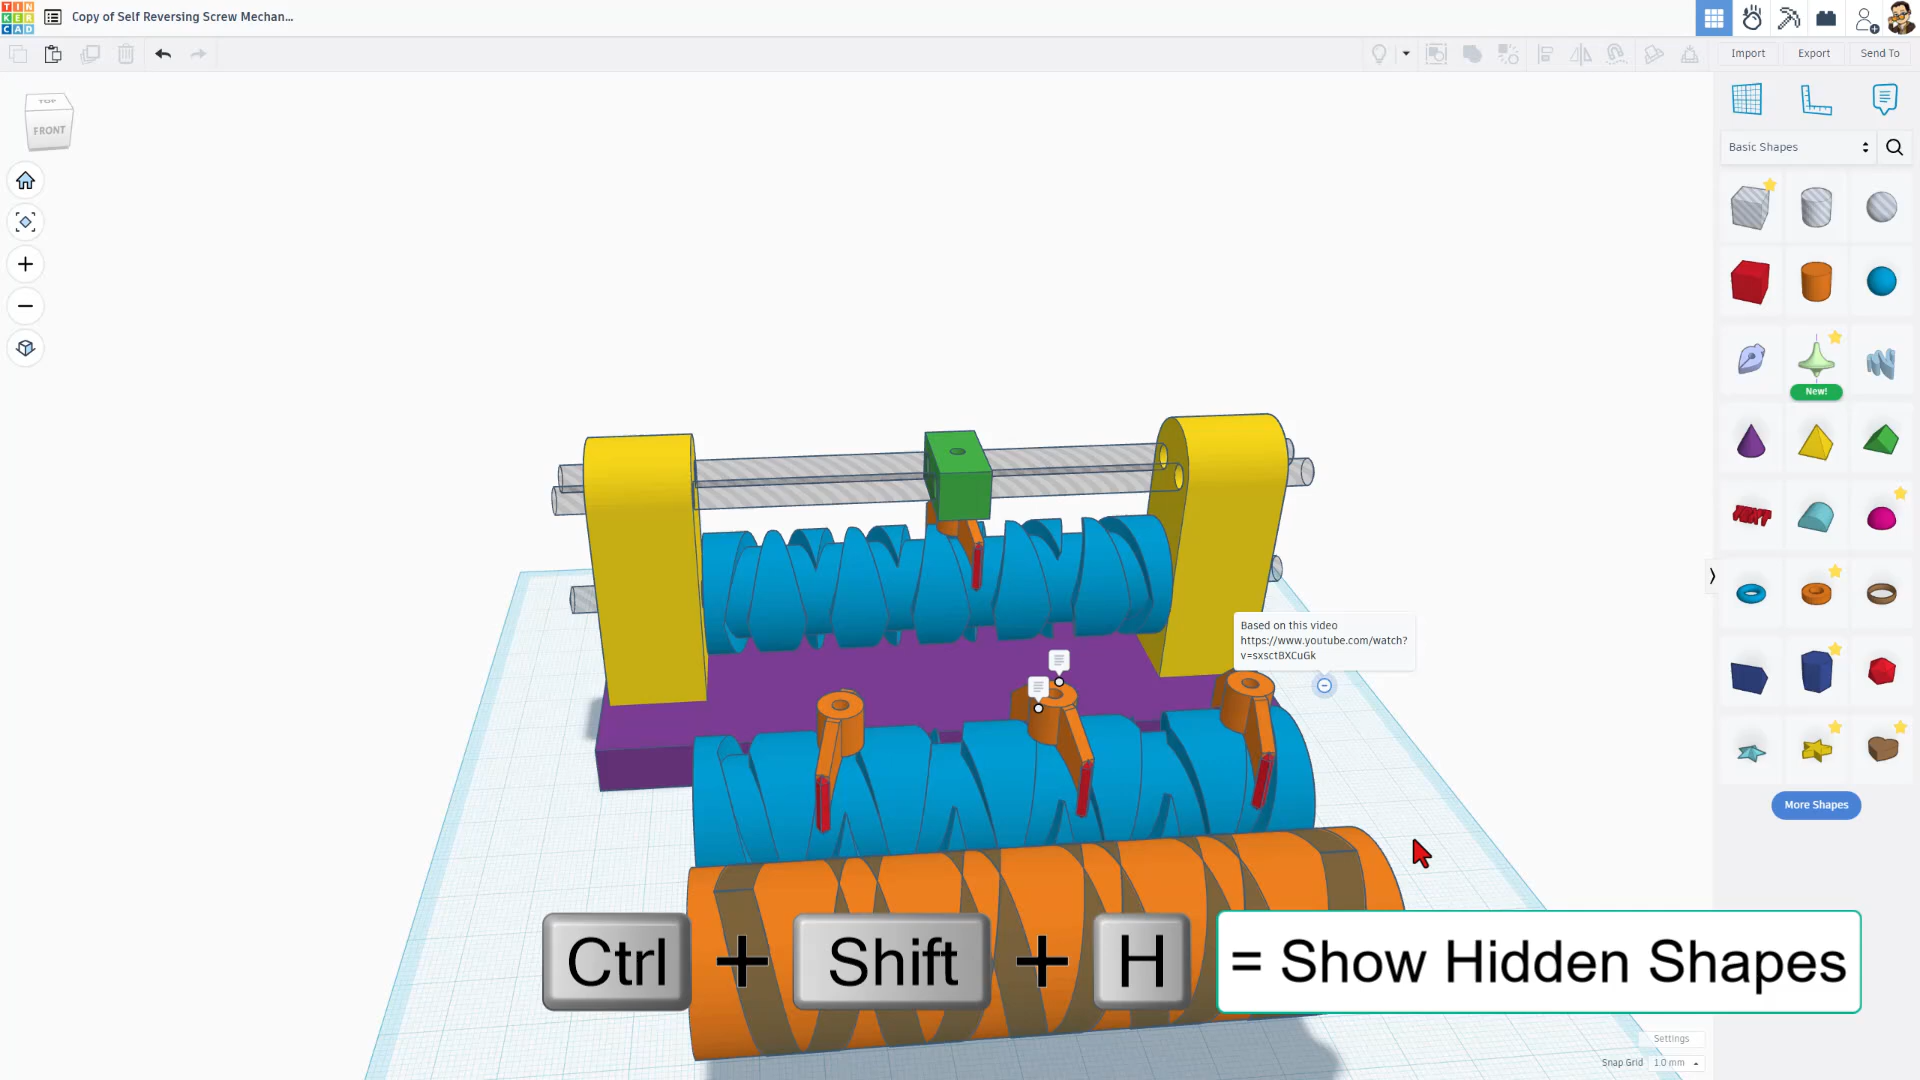 TIN
KER
CAD
Copy of Self Reversing Screw Mechan...
Import
Export
Send To
TOP
FRONT
Basic Shapes
New!
TEXT
More Shapes
Based on this video
https://www.youtube.com/watch?
v=sxsctBXCuGk
Ctrl + Shift + H = Show Hidden Shapes
Settings
Snap Grid 1.0 mm